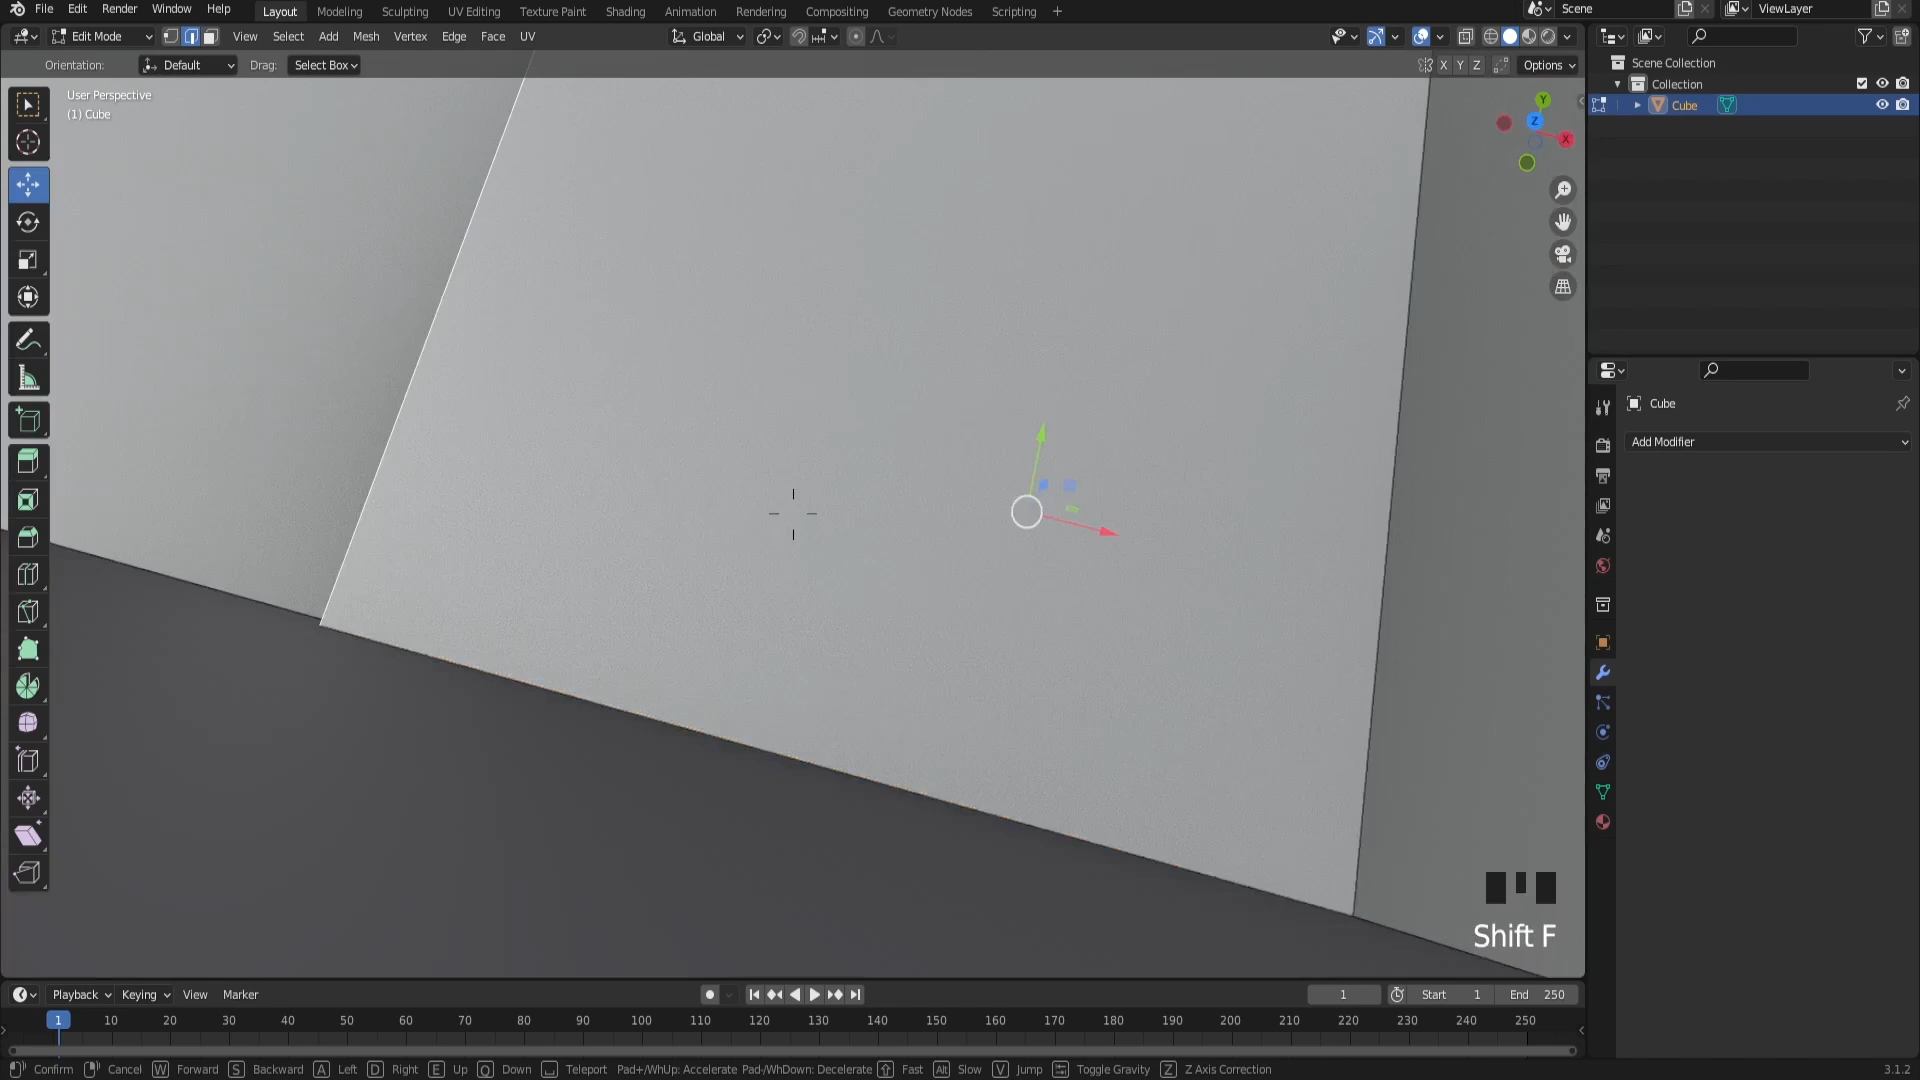 File Edit Render Window Help Layout Modeling Sculpting UV Editing Texture Paint Shading Animation Rendering Compositing Geometry Nodes Scripting + Scene ViewLayer
Edit Mode View Select Add Mesh Vertex Edge Face UV Global
Orientation: Default Drag: Select Box X Y Z Options
User Perspective
(1) Cube
Y
Z
X
Scene Collection
Collection
Cube
Cube
Add Modifier
Shift F
Playback Keying View Marker 1 Start 1 End 250
1 10 20 30 40 50 60 70 80 90 100 110 120 130 140 150 160 170 180 190 200 210 220 230 240 250
Confirm Cancel W Forward S Backward A Left D Right E Up Q Down Teleport Pad+/WhUp: Accelerate Pad-/WhDown: Decelerate Fast Alt Slow V Jump Toggle Gravity Z Z Axis Correction 3.1.2